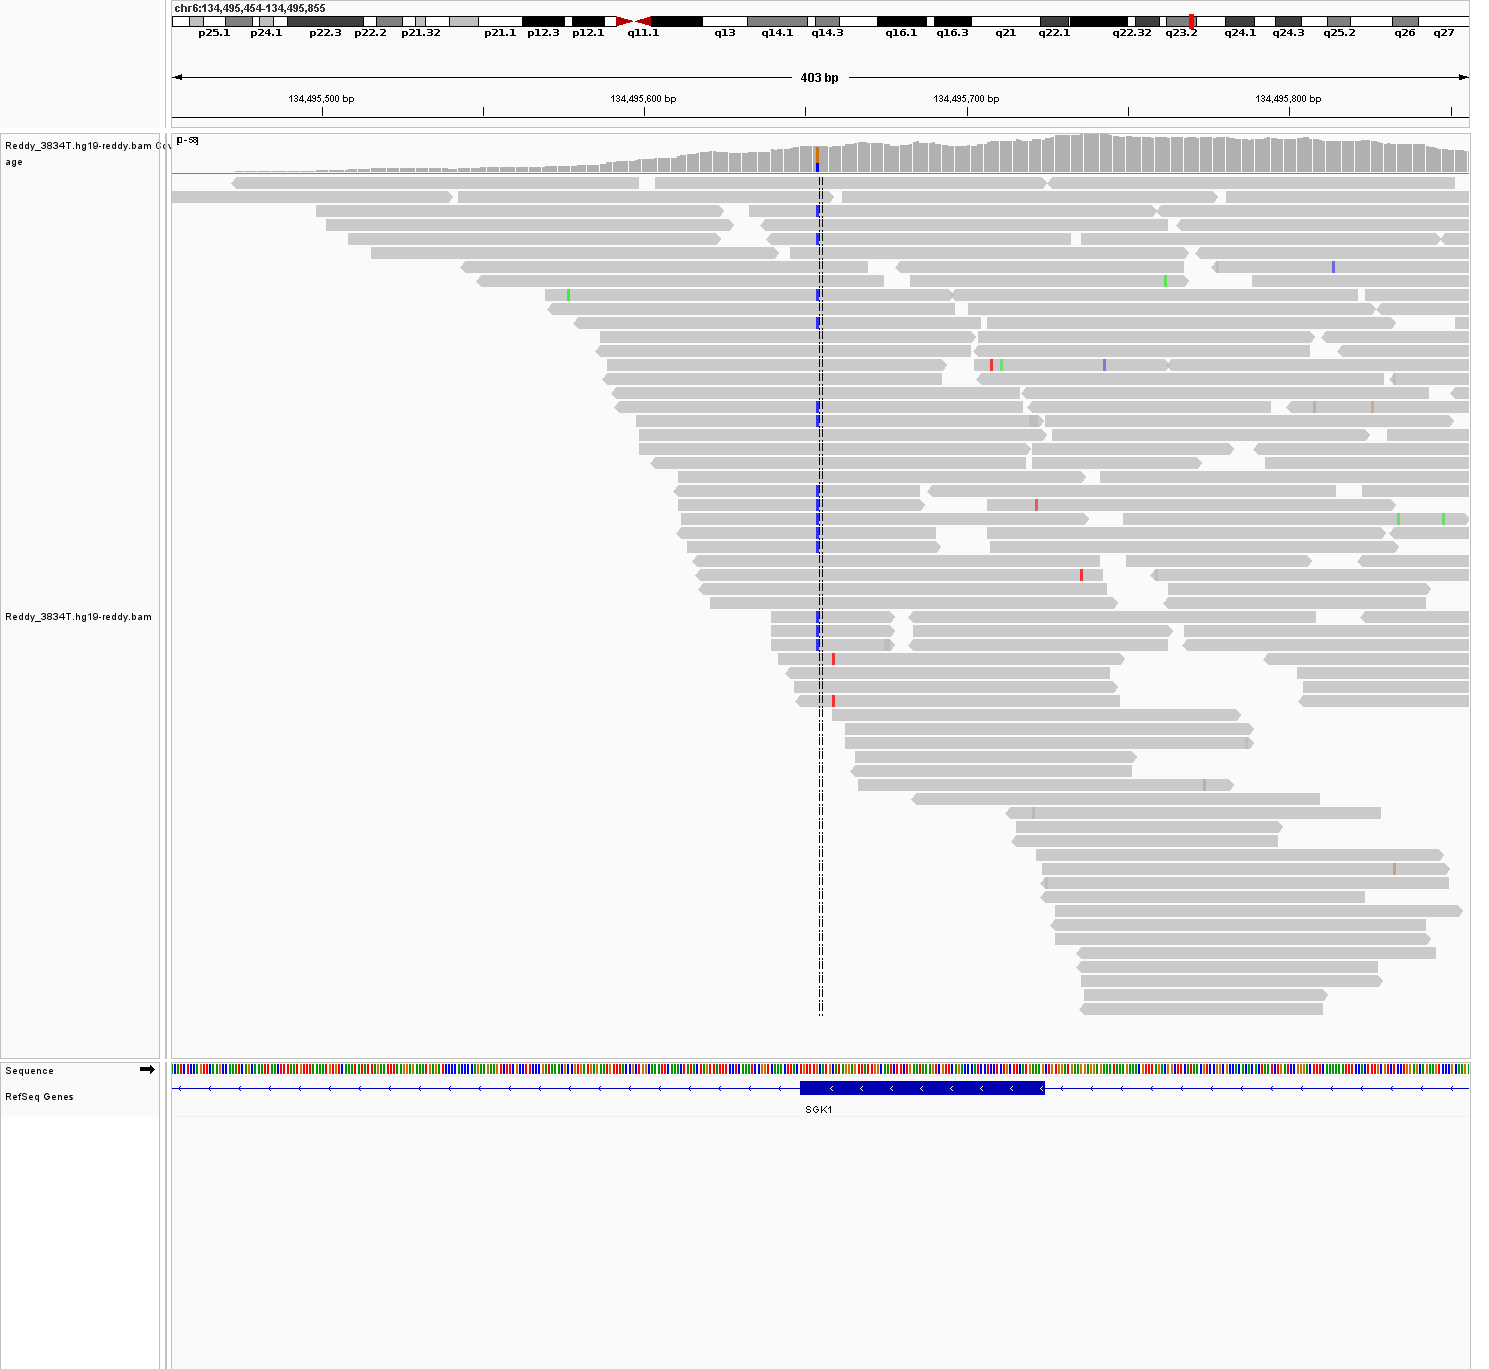 chr6:134,495,454-134,495,855
p25.1 p24.1 p22.3 p22.2 p21.32 p21.1 p12.3 p12.1 q11.1 q13 q14.1 q14.3 q16.1 q16.3 q21 q22.1 q22.32 q23.2 q24.1 q24.3 q25.2 q26 q27
403 bp
134,495,500 bp 134,495,600 bp 134,495,700 bp 134,495,800 bp
Reddy_3834T.hg19-reddy.bam Cov
age
Reddy_3834T.hg19-reddy.bam
Sequence
RefSeq Genes
SGK1